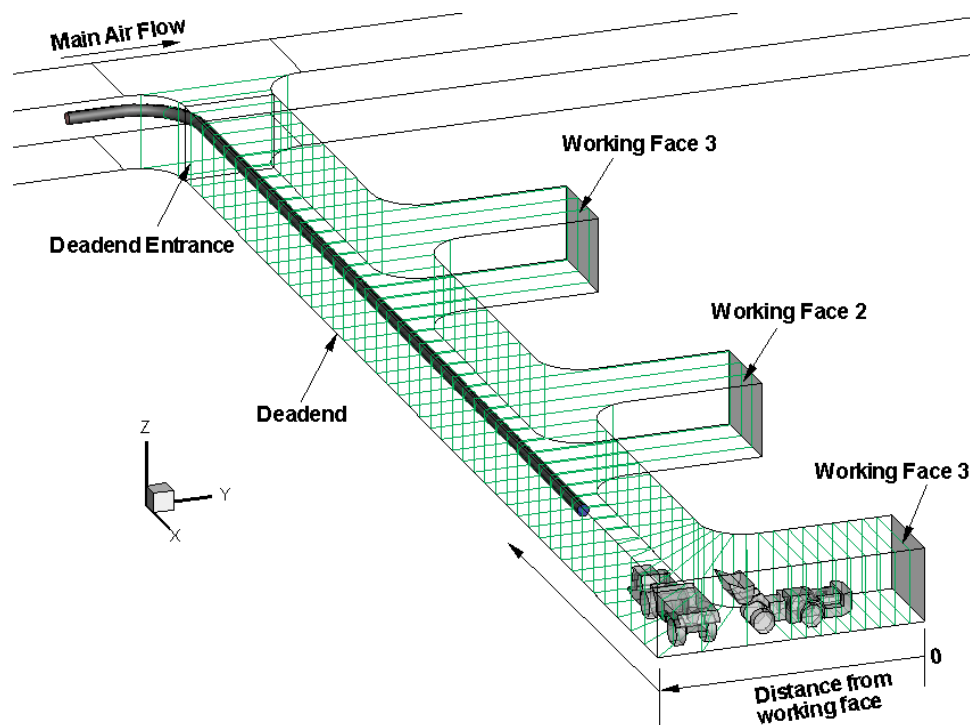 Main Air Flow
Working Face 3
Deadend Entrance
Working Face 2
Deadend
Z
Y
X
Working Face 3
0
Distance from
working face